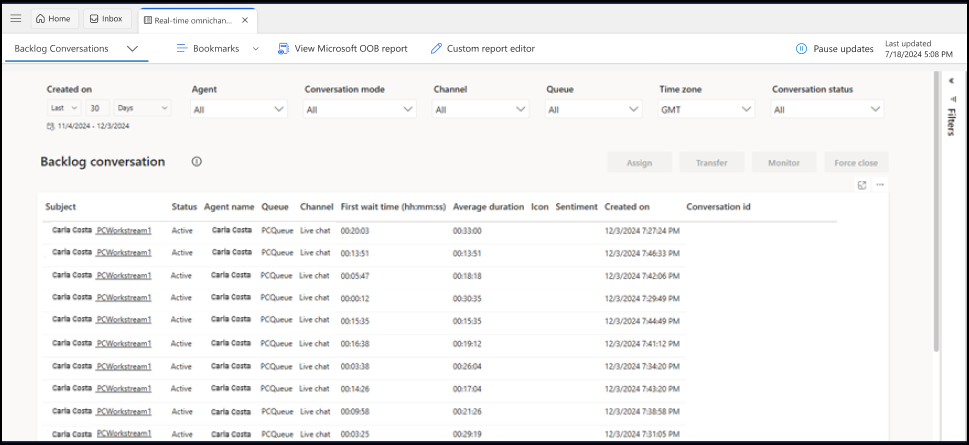 Home Inbox Real-time omnichan...
Backlog Conversations Bookmarks View Microsoft OOB report Custom report editor Pause updates Last updated
7/18/2024 5:08 PM
Created on Agent Conversation mode Channel Queue Time zone Conversation status
Last 30 Days All All All All GMT All
11/4/2024 - 12/3/2024
Filters
Backlog conversation Assign Transfer Monitor Force close
Subject Status Agent name Queue Channel First wait time (hh:mm:ss) Average duration Icon Sentiment Created on Conversation id
Carla Costa PCWorkstream1 Active Carla Costa PCQueue Live chat 00:20:03 00:33:00 12/3/2024 7:27:24 PM
Carla Costa PCWorkstream1 Active Carla Costa PCQueue Live chat 00:13:51 00:13:51 12/3/2024 7:46:33 PM
Carla Costa PCWorkstream1 Active Carla Costa PCQueue Live chat 00:05:47 00:18:18 12/3/2024 7:42:06 PM
Carla Costa PCWorkstream1 Active Carla Costa PCQueue Live chat 00:00:12 00:30:35 12/3/2024 7:29:49 PM
Carla Costa PCWorkstream1 Active Carla Costa PCQueue Live chat 00:15:35 00:15:35 12/3/2024 7:44:49 PM
Carla Costa PCWorkstream1 Active Carla Costa PCQueue Live chat 00:16:38 00:19:12 12/3/2024 7:41:12 PM
Carla Costa PCWorkstream1 Active Carla Costa PCQueue Live chat 00:03:38 00:26:04 12/3/2024 7:34:20 PM
Carla Costa PCWorkstream1 Active Carla Costa PCQueue Live chat 00:14:26 00:17:04 12/3/2024 7:43:20 PM
Carla Costa PCWorkstream1 Active Carla Costa PCQueue Live chat 00:09:58 00:21:26 12/3/2024 7:38:58 PM
Carla Costa PCWorkstream1 Active Carla Costa PCQueue Live chat 00:03:25 00:29:19 12/3/2024 7:31:05 PM